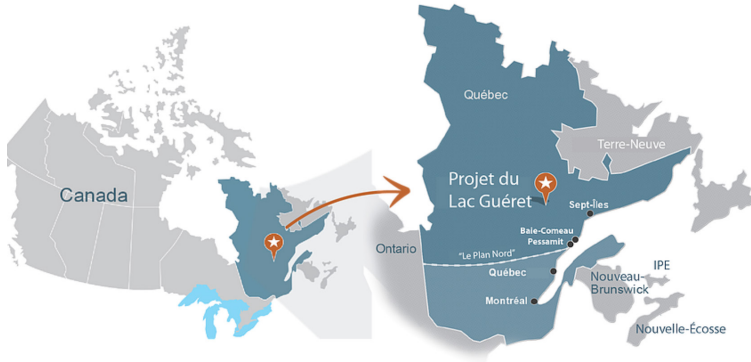 Canada
Québec
Terre-Neuve
Projet du
Lac Guéret
Sept-Îles
Baie-Comeau
Pessamit
Ontario
"Le Plan Nord"
Québec
Montréal
Nouveau-
Brunswick
IPE
Nouvelle-Écosse